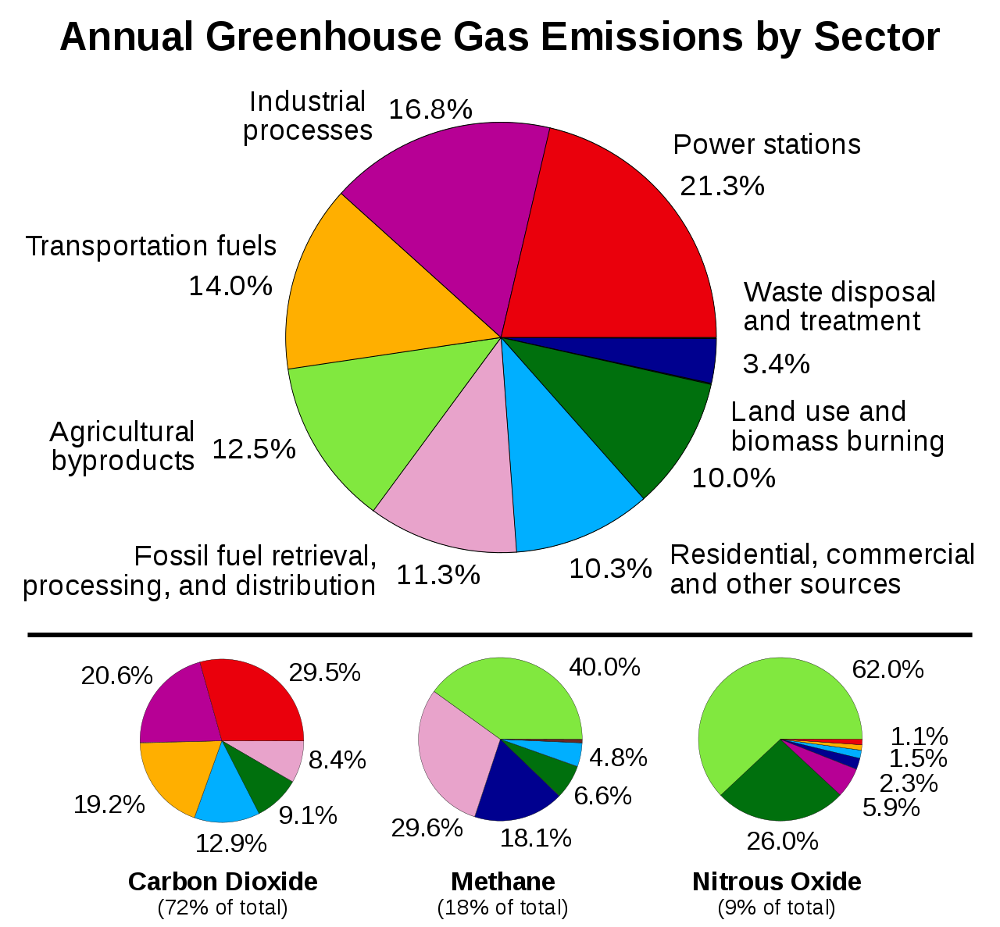 Annual Greenhouse Gas Emissions by Sector
Industrial
processes
16.8%
Power stations
21.3%
Transportation fuels
14.0%
Waste disposal
and treatment
3.4%
Agricultural
byproducts
12.5%
Land use and
biomass burning
10.0%
Fossil fuel retrieval,
processing, and distribution
11.3%
10.3%
Residential, commercial
and other sources
20.6%
29.5%
8.4%
19.2%
9.1%
12.9%
Carbon Dioxide
(72% of total)
40.0%
4.8%
6.6%
29.6%
18.1%
Methane
(18% of total)
62.0%
1.1%
1.5%
2.3%
5.9%
26.0%
Nitrous Oxide
(9% of total)